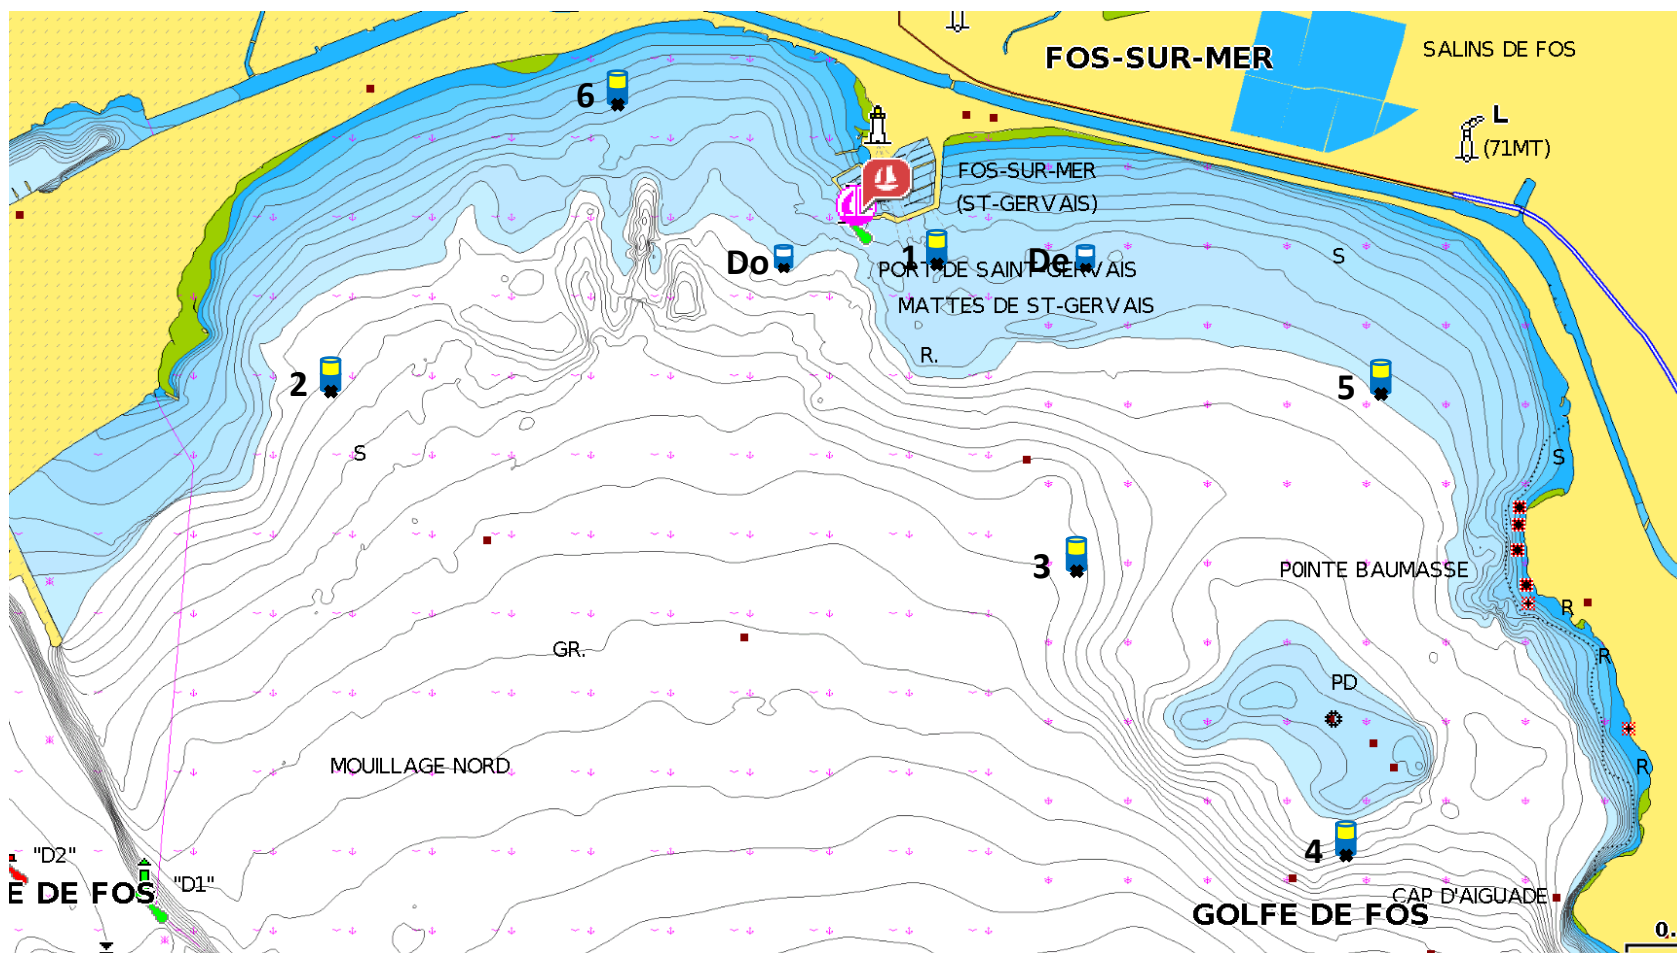 FOS-SUR-MER
SALINS DE FOS
6
L
(71MT)
FOS-SUR-MER
(ST-GERVAIS)
Do
1
De
S
PORT DE SAINT GERVAIS
MATTES DE ST-GERVAIS
R.
2
5
S
S
3
POINTE BAUMASSE
R
GR.
R
PD
MOUILLAGE NORD
R
4
"D2"
"D1"
E DE FOS
CAP D'AIGUADE
GOLFE DE FOS
0.